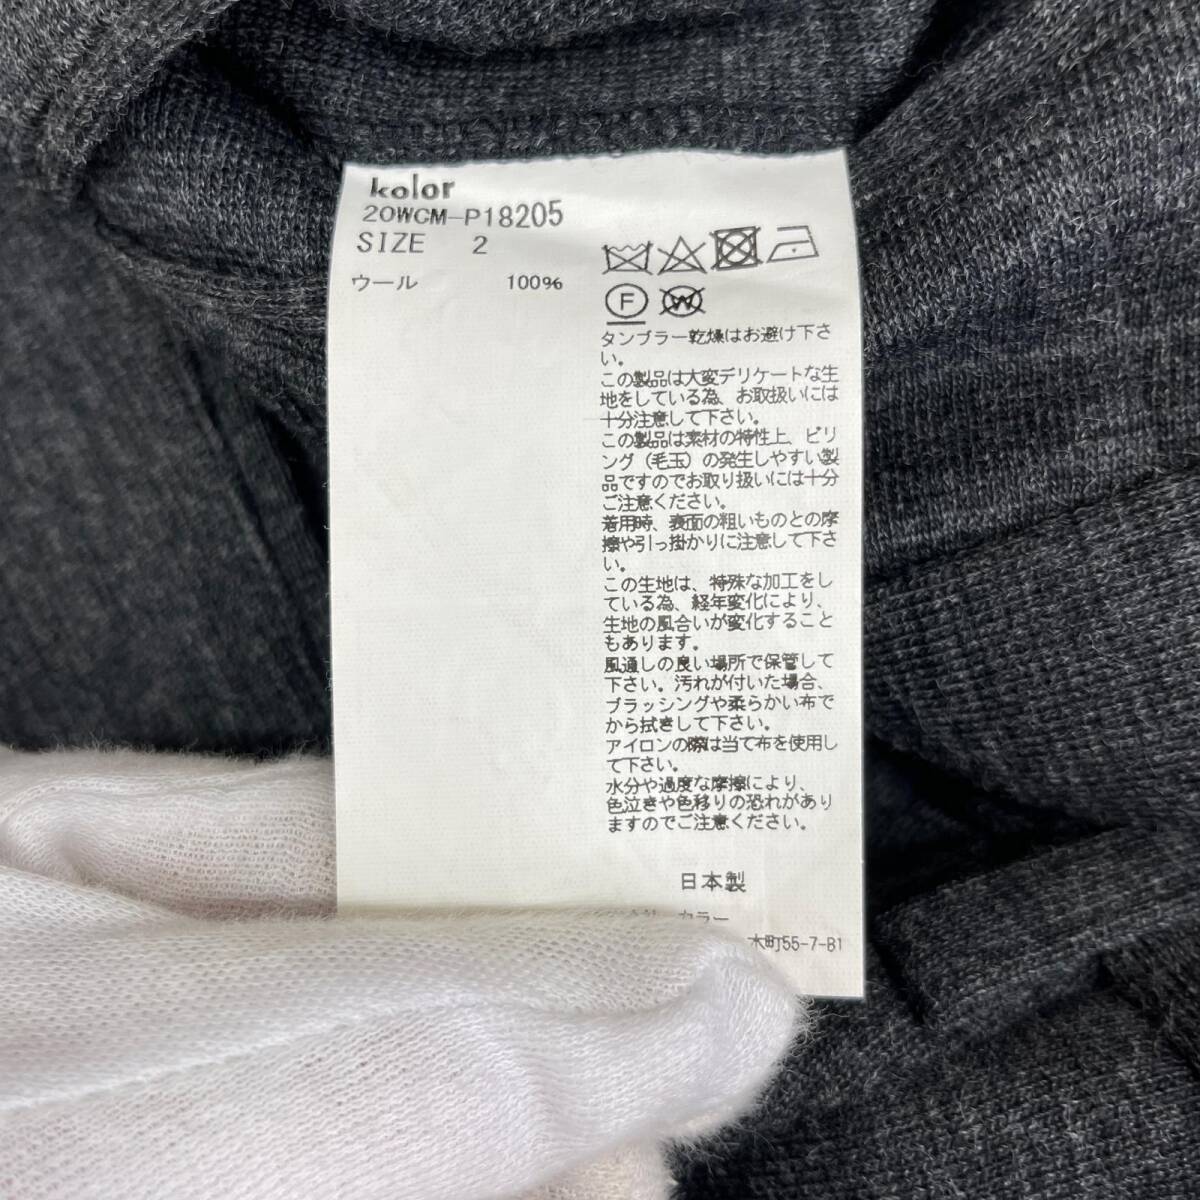 kolor
20WCM-P18205
SIZE 2
ウール 100%
F
W
タンブラー乾燥はお避け下さ
い。
この製品は大変デリケートな生
地をしている為、お取扱いには
十分注意して下さい。
この製品は素材の特性上、ピリ
ング（毛玉）の発生しやすい製
品ですのでお取り扱いには十分
ご注意ください。
着用時、表面の粗いものとの摩
擦や引っ掛かりに注意して下さ
い。
この生地は、特殊な加工をし
ている為、経年変化により、
生地の風合いが変化すること
もあります。
風通しの良い場所で保管して
下さい。汚れが付いた場合、
ブラッシングや柔らかい布で
から拭きして下さい。
アイロンの際は当て布を使用し
て下さい。
水分や過度な摩擦により、
色泣きや色移りの恐れがあり
ますのでご注意ください。
日本製
カラー
木町55-7-B1